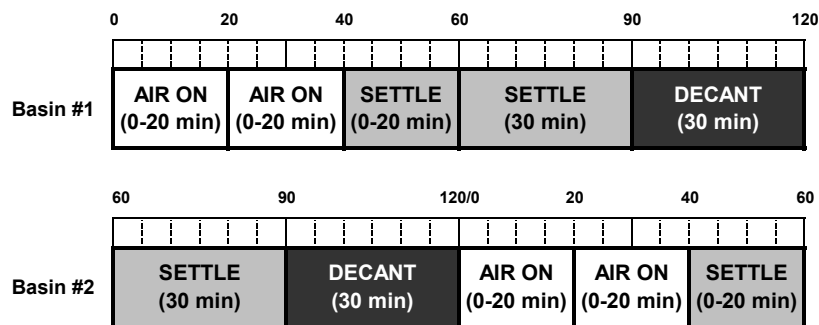 0 20 40 60 90 120
Basin #1
AIR ON AIR ON SETTLE SETTLE DECANT
(0-20 min) (0-20 min) (0-20 min) (30 min) (30 min)
60 90 120/0 20 40 60
Basin #2
SETTLE DECANT AIR ON AIR ON SETTLE
(30 min) (30 min) (0-20 min) (0-20 min) (0-20 min)